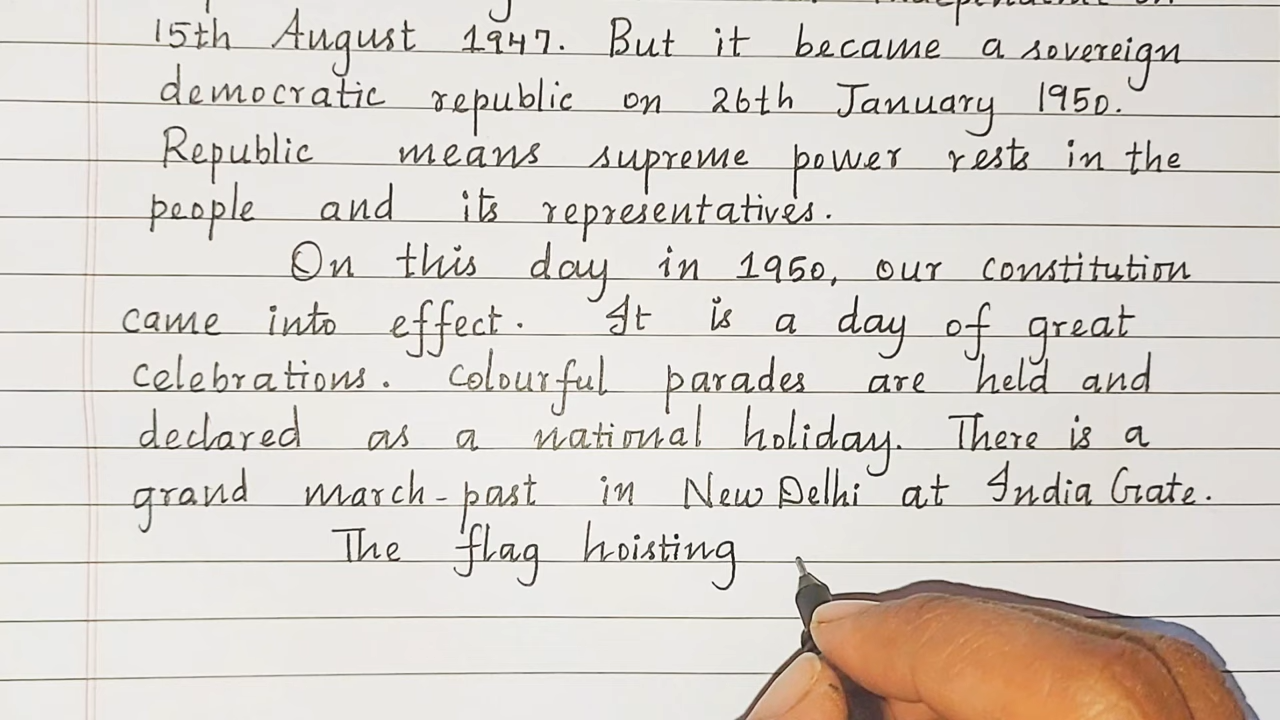 15th August 1947. But it became a sovereign
democratic republic on 26th January 1950.
Republic means supreme power rests in the
people and its representatives.
On this day in 1950, our constitution
came into effect. It is a day of great
celebrations. Colourful parades are held and
declared as a national holiday. There is a
grand march-past in New Delhi at India Gate.
The flag hoisting